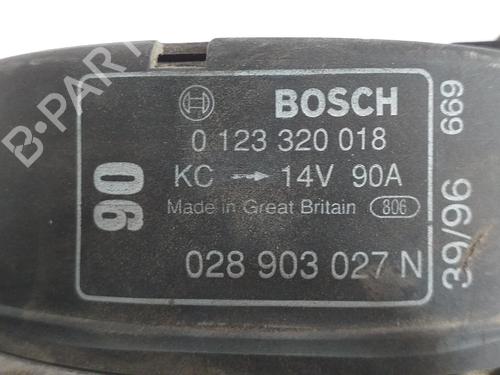 BOSCH
0 123 320 018
KC → 14V 90A
Made in Great Britain 806
028 903 027 N
90
39/96 669
B-PART